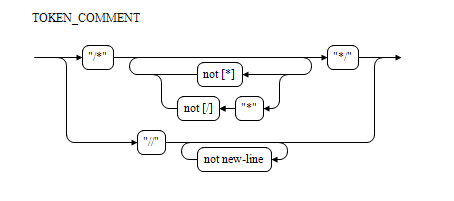 TOKEN_COMMENT
"/*" "*/"
not [*]
not [/] "*"
"//"
not new-line